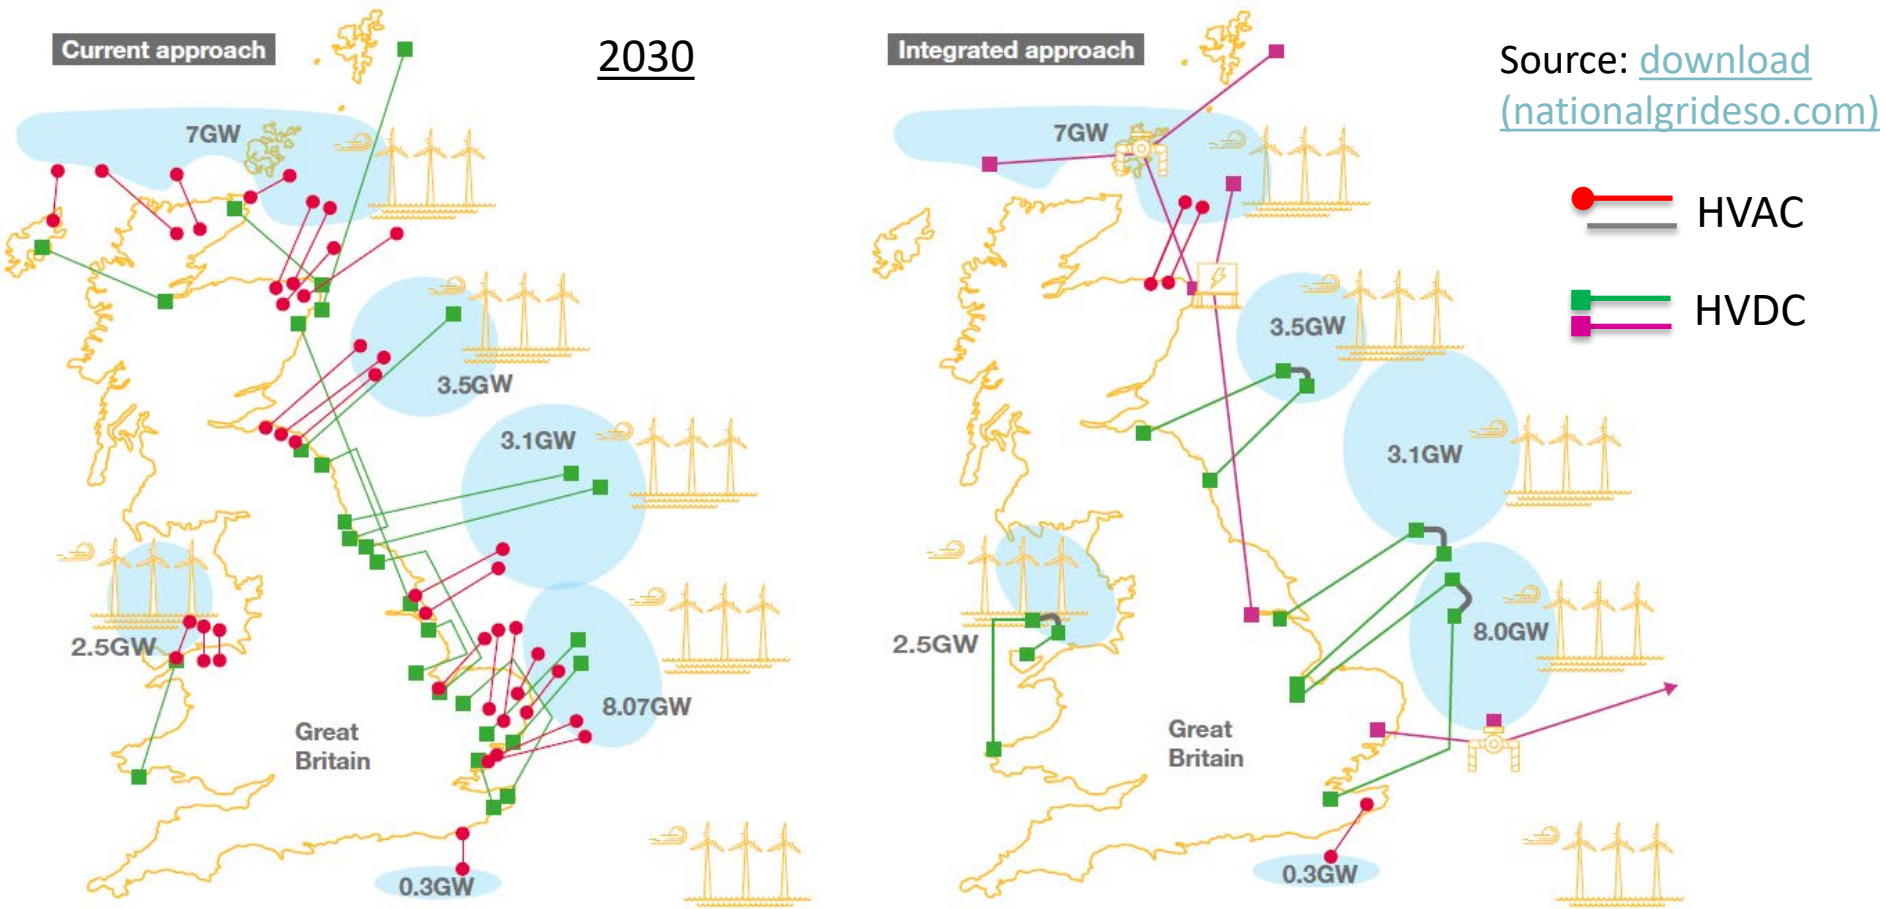 Current approach
2030
Integrated approach
Source: download
(nationalgrideso.com)
7GW
7GW
HVAC
HVDC
3.5GW
3.5GW
3.1GW
3.1GW
2.5GW
2.5GW
8.07GW
8.0GW
Great
Britain
Great
Britain
0.3GW
0.3GW